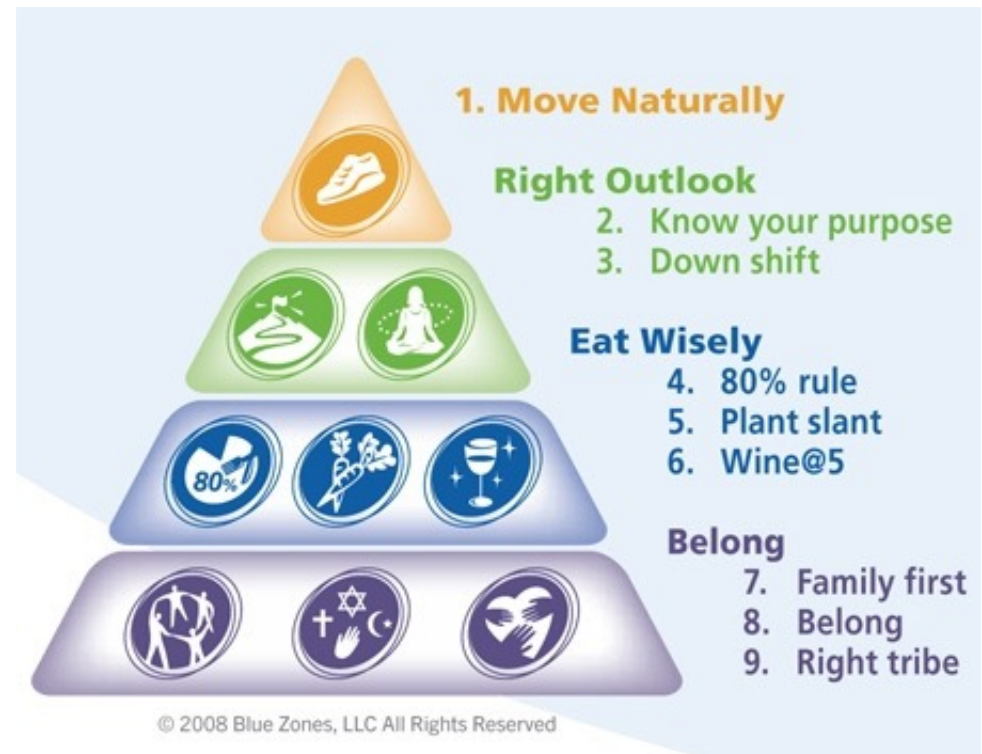 1. Move Naturally
Right Outlook
2. Know your purpose
3. Down shift
Eat Wisely
4. 80% rule
5. Plant slant
6. Wine@5
80%
Belong
7. Family first
8. Belong
9. Right tribe
© 2008 Blue Zones, LLC All Rights Reserved